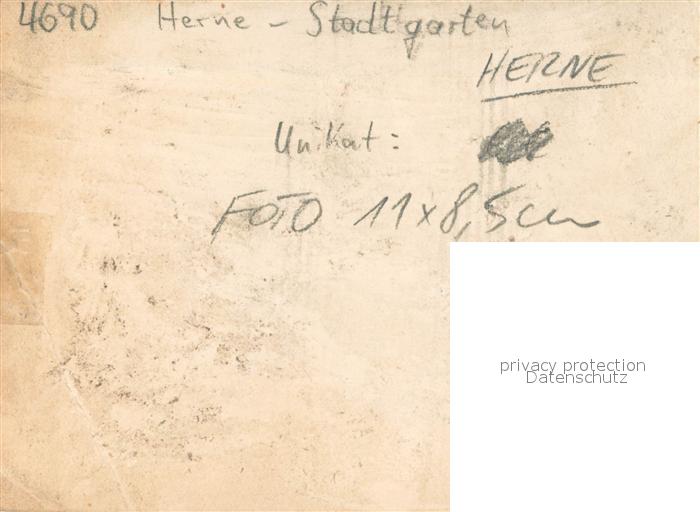 4690 Herne - Stadtgarten
HERNE
Unikat:
FOTO 11x8,5cm
privacy protection
Datenschutz